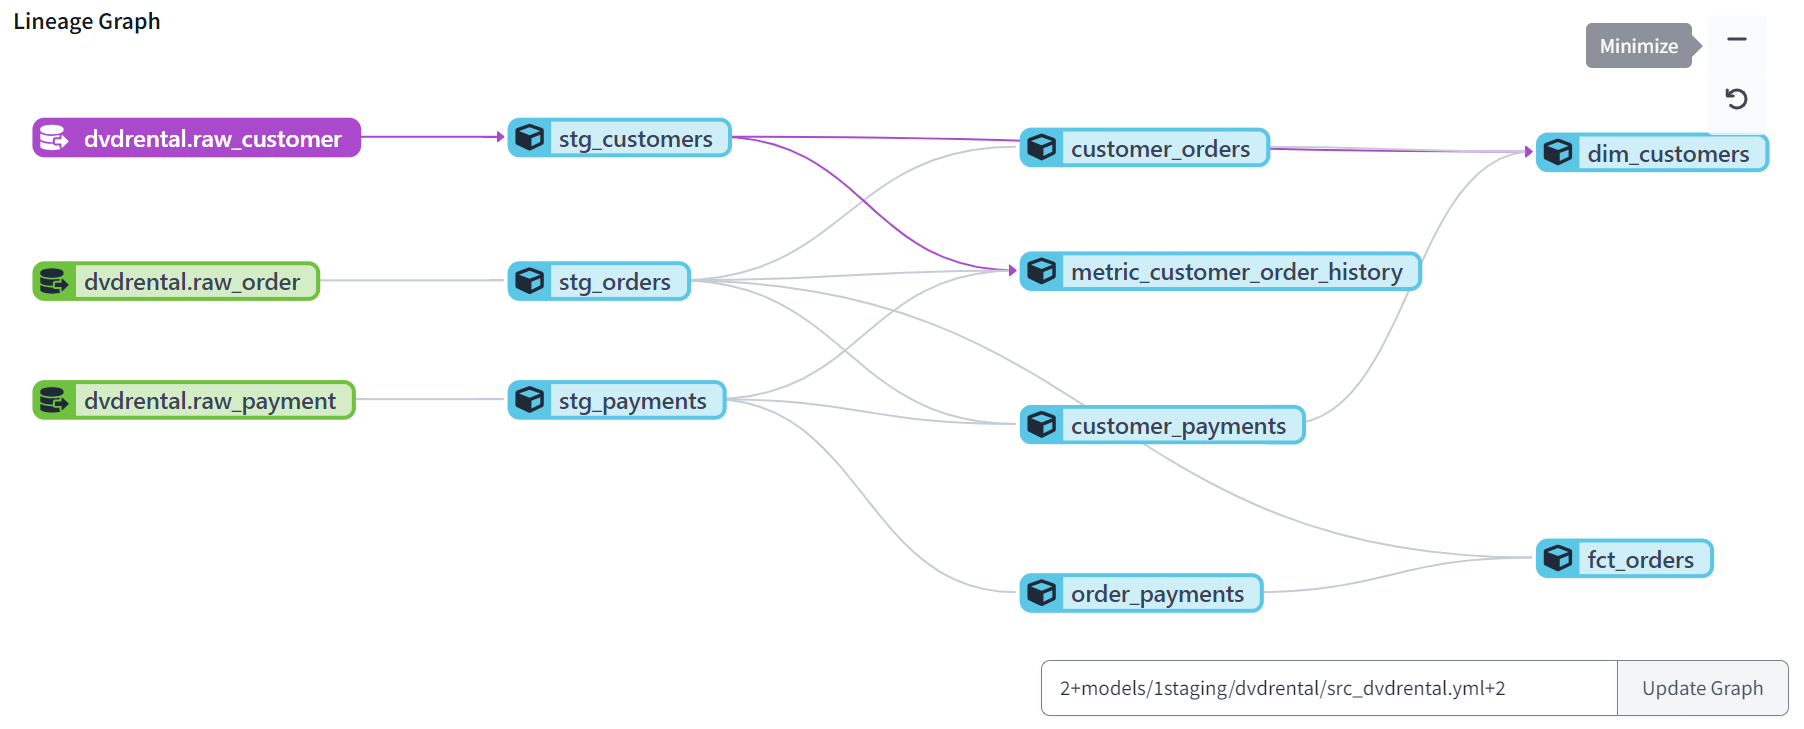 Lineage Graph
Minimize
dvdrental.raw_customer
stg_customers
customer_orders
dim_customers
dvdrental.raw_order
stg_orders
metric_customer_order_history
dvdrental.raw_payment
stg_payments
customer_payments
fct_orders
order_payments
2+models/1staging/dvdrental/src_dvdrental.yml+2
Update Graph